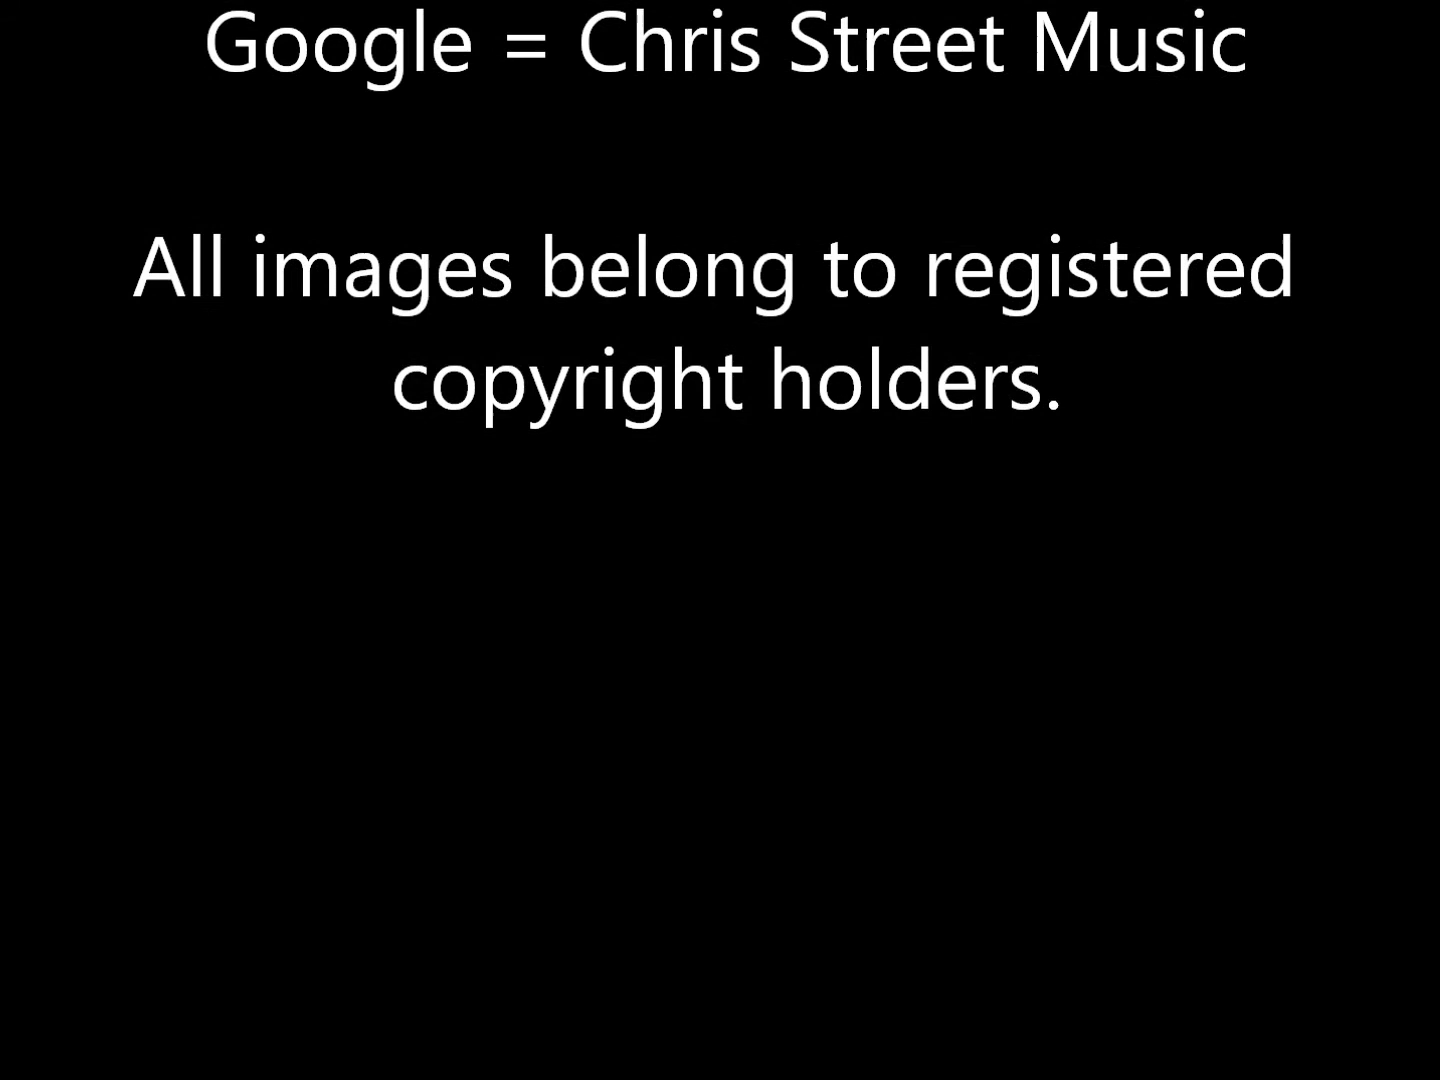 Google = Chris Street Music
All images belong to registered
copyright holders.